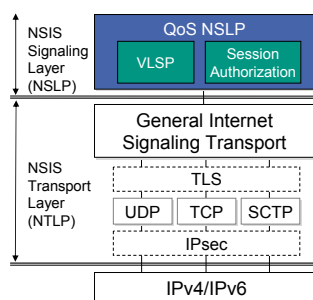 NSIS
Signaling
Layer
(NSLP)
QoS NSLP
VLSP
Session
Authorization
NSIS
Transport
Layer
(NTLP)
General Internet
Signaling Transport
TLS
UDP
TCP
SCTP
IPsec
IPv4/IPv6